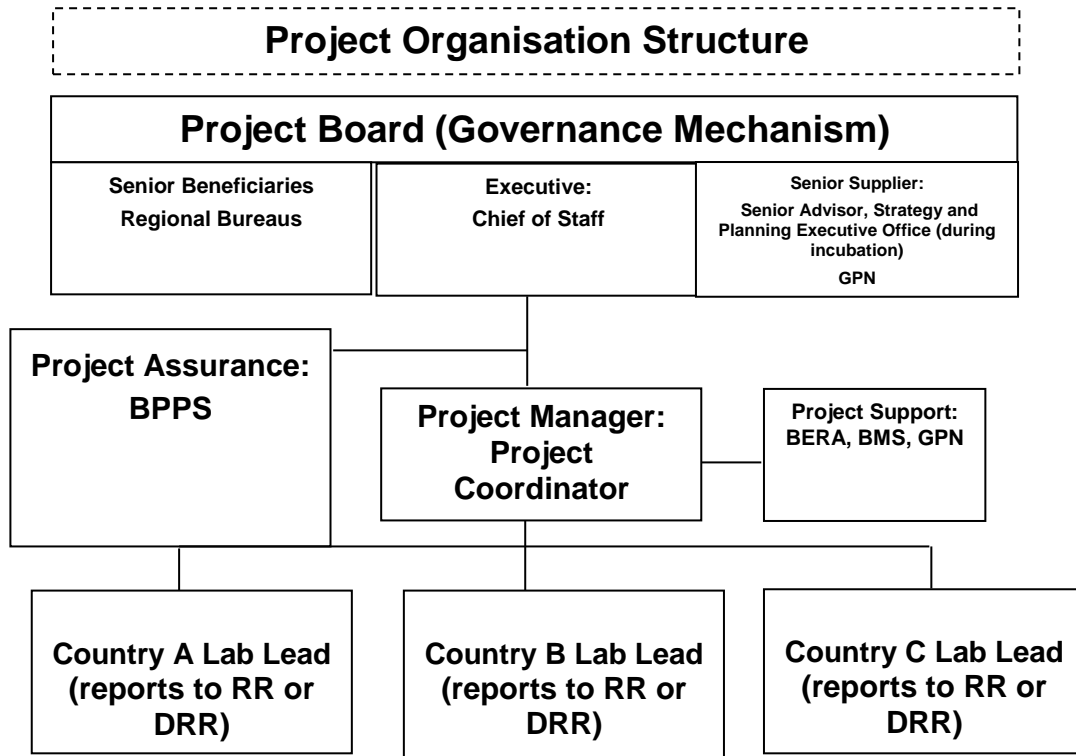 Project Organisation Structure
Project Board (Governance Mechanism)
Senior Beneficiaries
Regional Bureaus
Executive:
Chief of Staff
Senior Supplier:
Senior Advisor, Strategy and
Planning Executive Office (during
incubation)
GPN
Project Assurance:
BPPS
Project Manager:
Project
Coordinator
Project Support:
BERA, BMS, GPN
Country A Lab Lead
(reports to RR or
DRR)
Country B Lab Lead
(reports to RR or
DRR)
Country C Lab Lead
(reports to RR or
DRR)